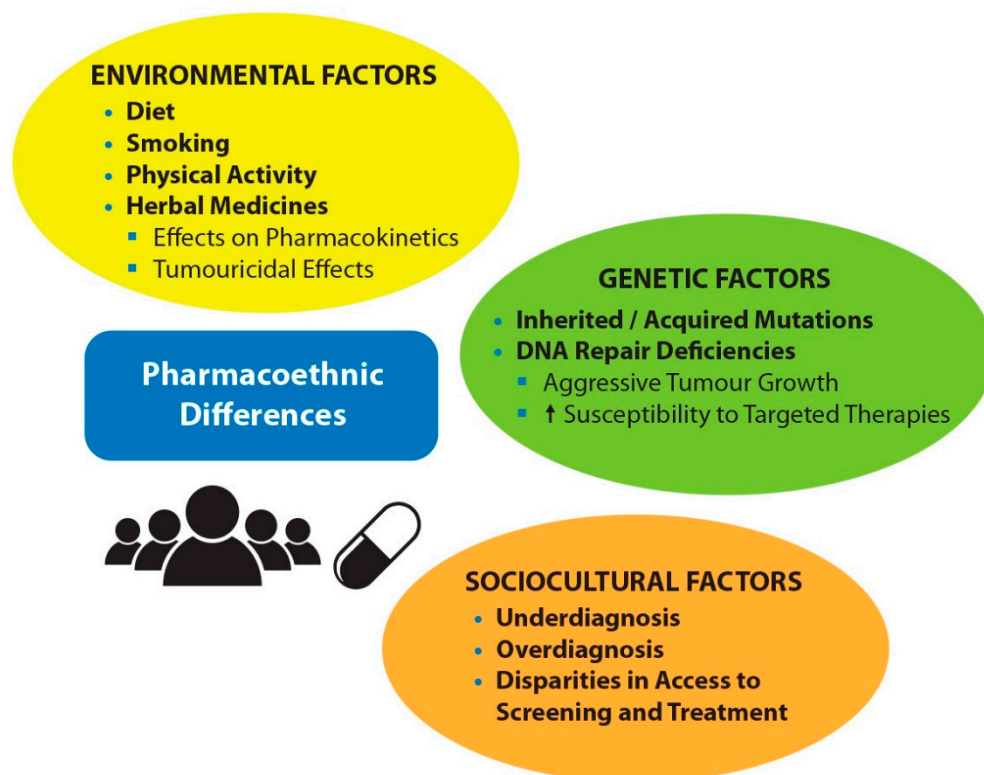 ENVIRONMENTAL FACTORS
• Diet
• Smoking
• Physical Activity
• Herbal Medicines
▪ Effects on Pharmacokinetics
▪ Tumouricidal Effects
GENETIC FACTORS
• Inherited / Acquired Mutations
• DNA Repair Deficiencies
▪ Aggressive Tumour Growth
▪ ↑ Susceptibility to Targeted Therapies
Pharmacoethnic
Differences
SOCIOCULTURAL FACTORS
• Underdiagnosis
• Overdiagnosis
• Disparities in Access to
Screening and Treatment